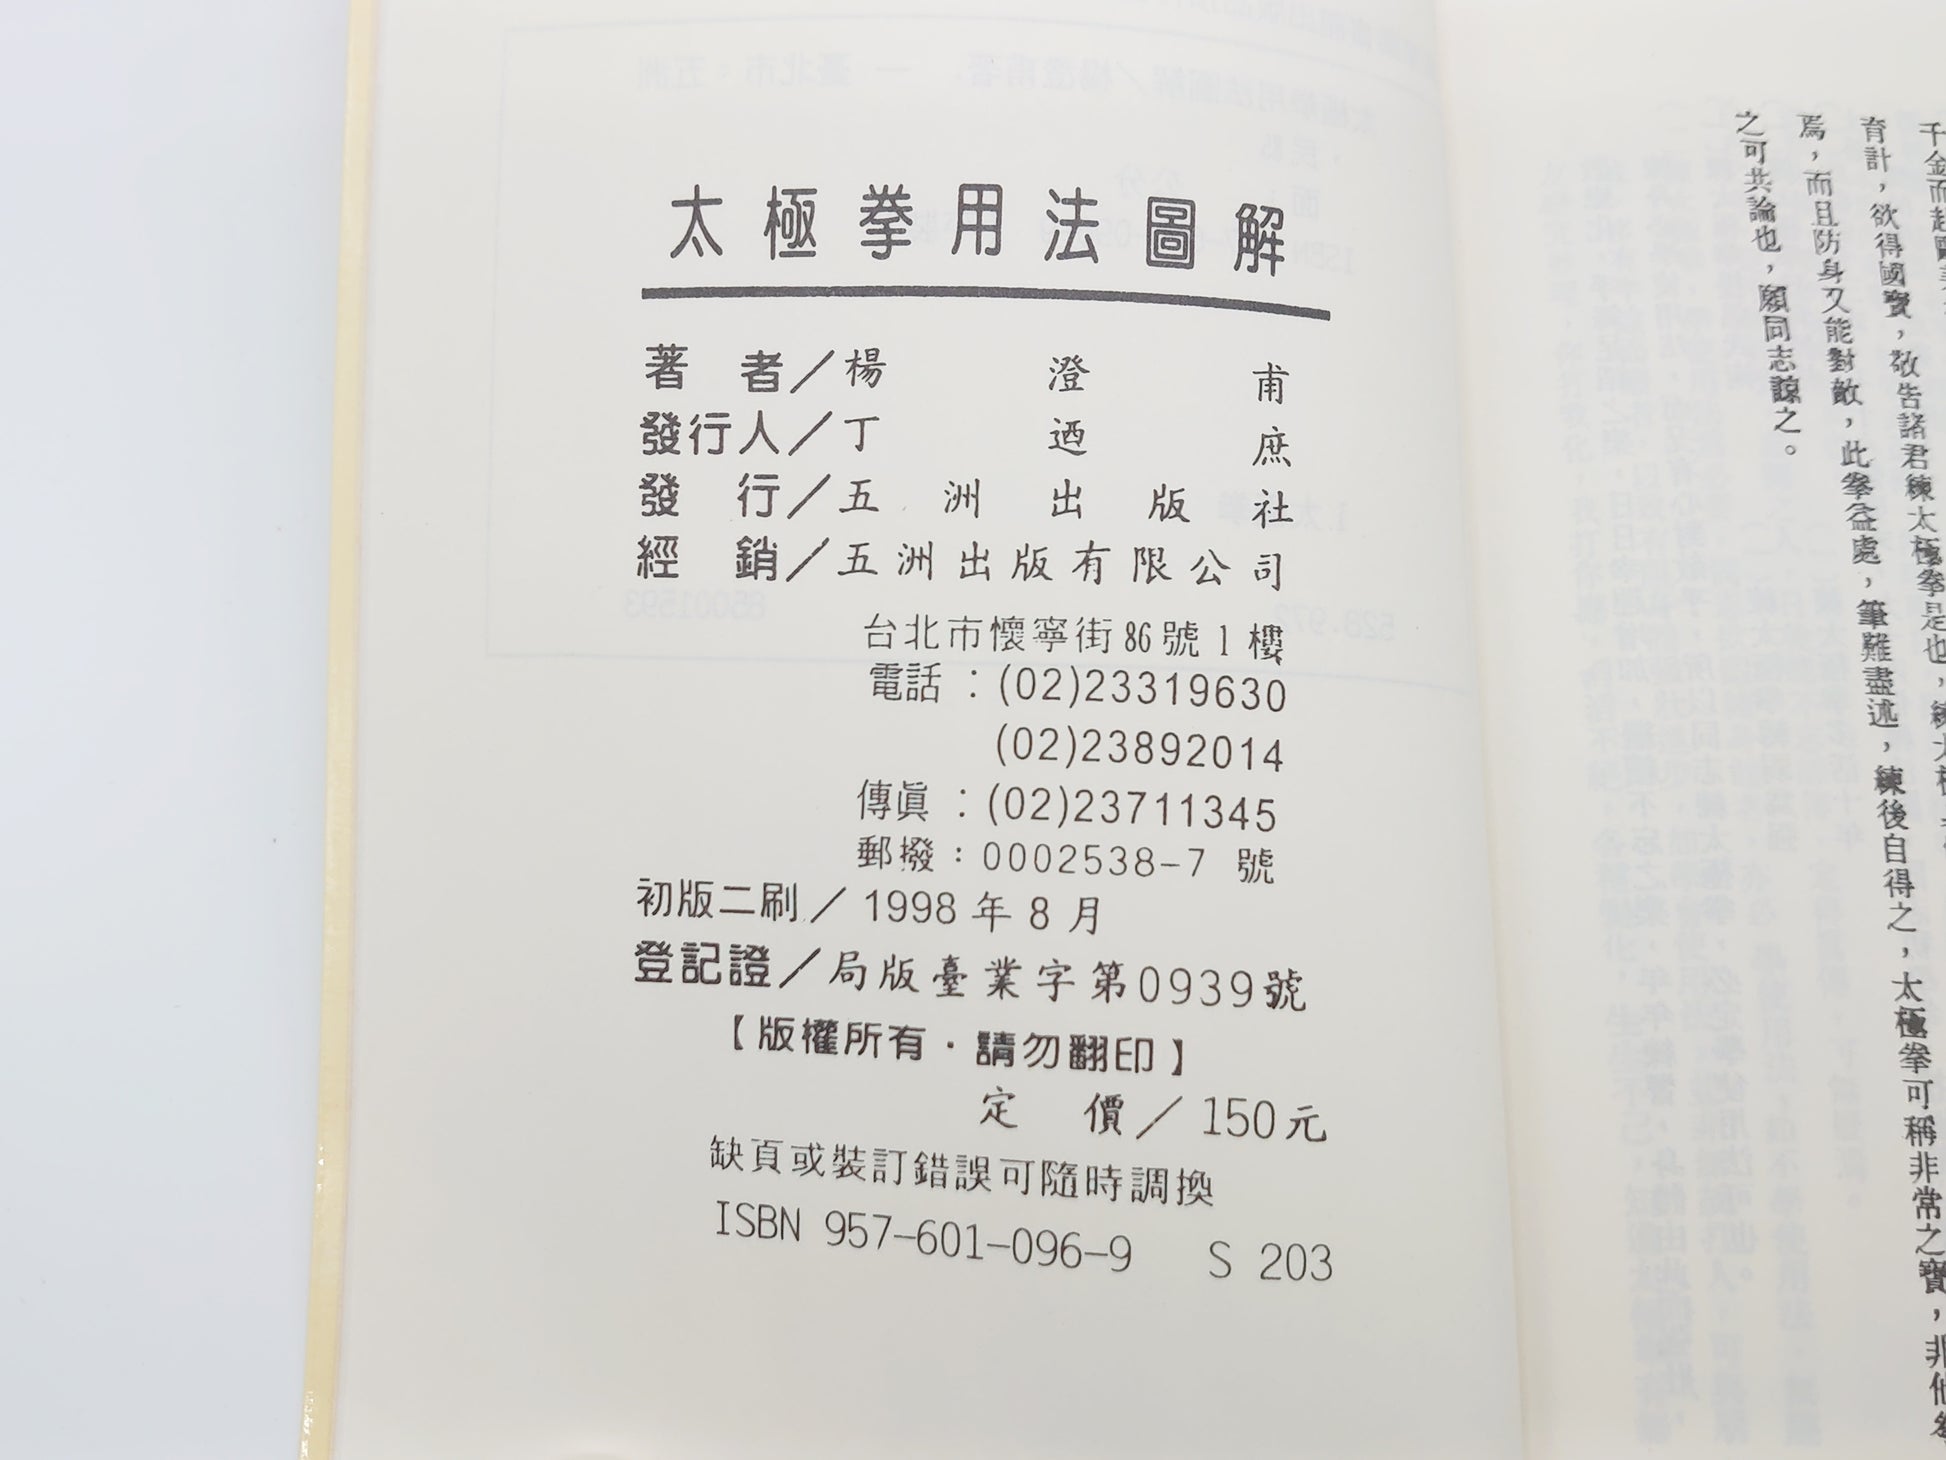 太極拳用法圖解
著　者／楊澄甫
發行人／丁迺庶
發　行／五洲出版社
經　銷／五洲出版有限公司
台北市懷寧街86號1樓
電話：(02)23319630
(02)23892014
傳眞：(02)23711345
郵撥：0002538-7 號
初版二刷／1998年8月
登記證／局版臺業字第0939號
【版權所有・請勿翻印】
定　價／150元
缺頁或裝訂錯誤可隨時調換
ISBN 957-601-096-9　S 203
育計，欲得國寶，敬告諸君練太極拳是也，練太極
焉，而且防身又能對敵，此拳益處，筆難盡述，練後自得之，太極拳可稱非常之寶，非他拳
之可共論也，願同志諒之。